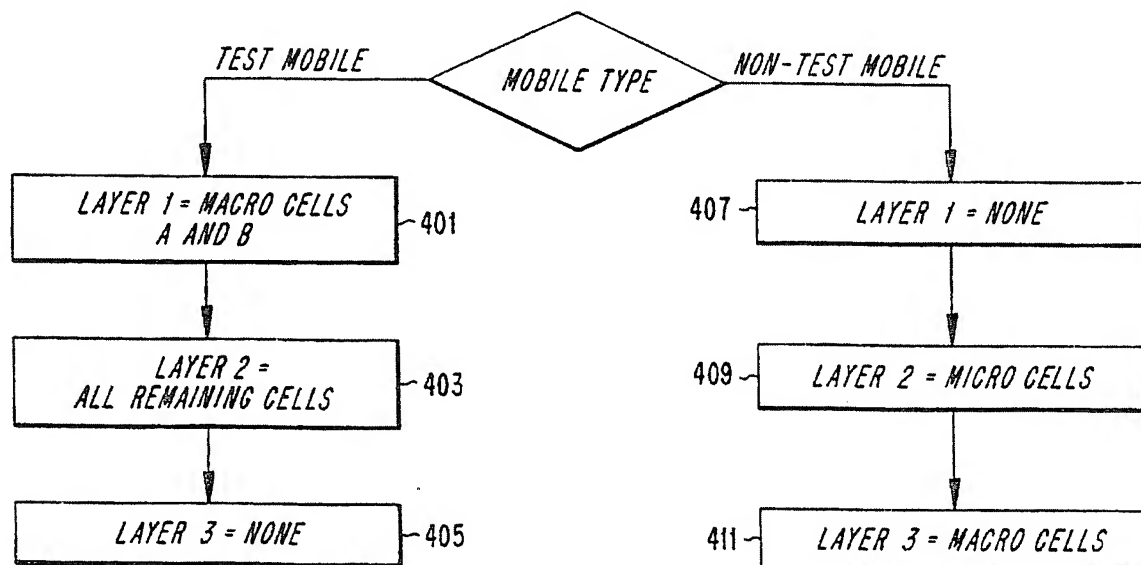 TEST MOBILE
MOBILE TYPE
NON-TEST MOBILE
LAYER 1 = MACRO CELLS
A AND B
401
LAYER 2 =
ALL REMAINING CELLS
403
LAYER 3 = NONE
405
407
LAYER 1 = NONE
409
LAYER 2 = MICRO CELLS
411
LAYER 3 = MACRO CELLS